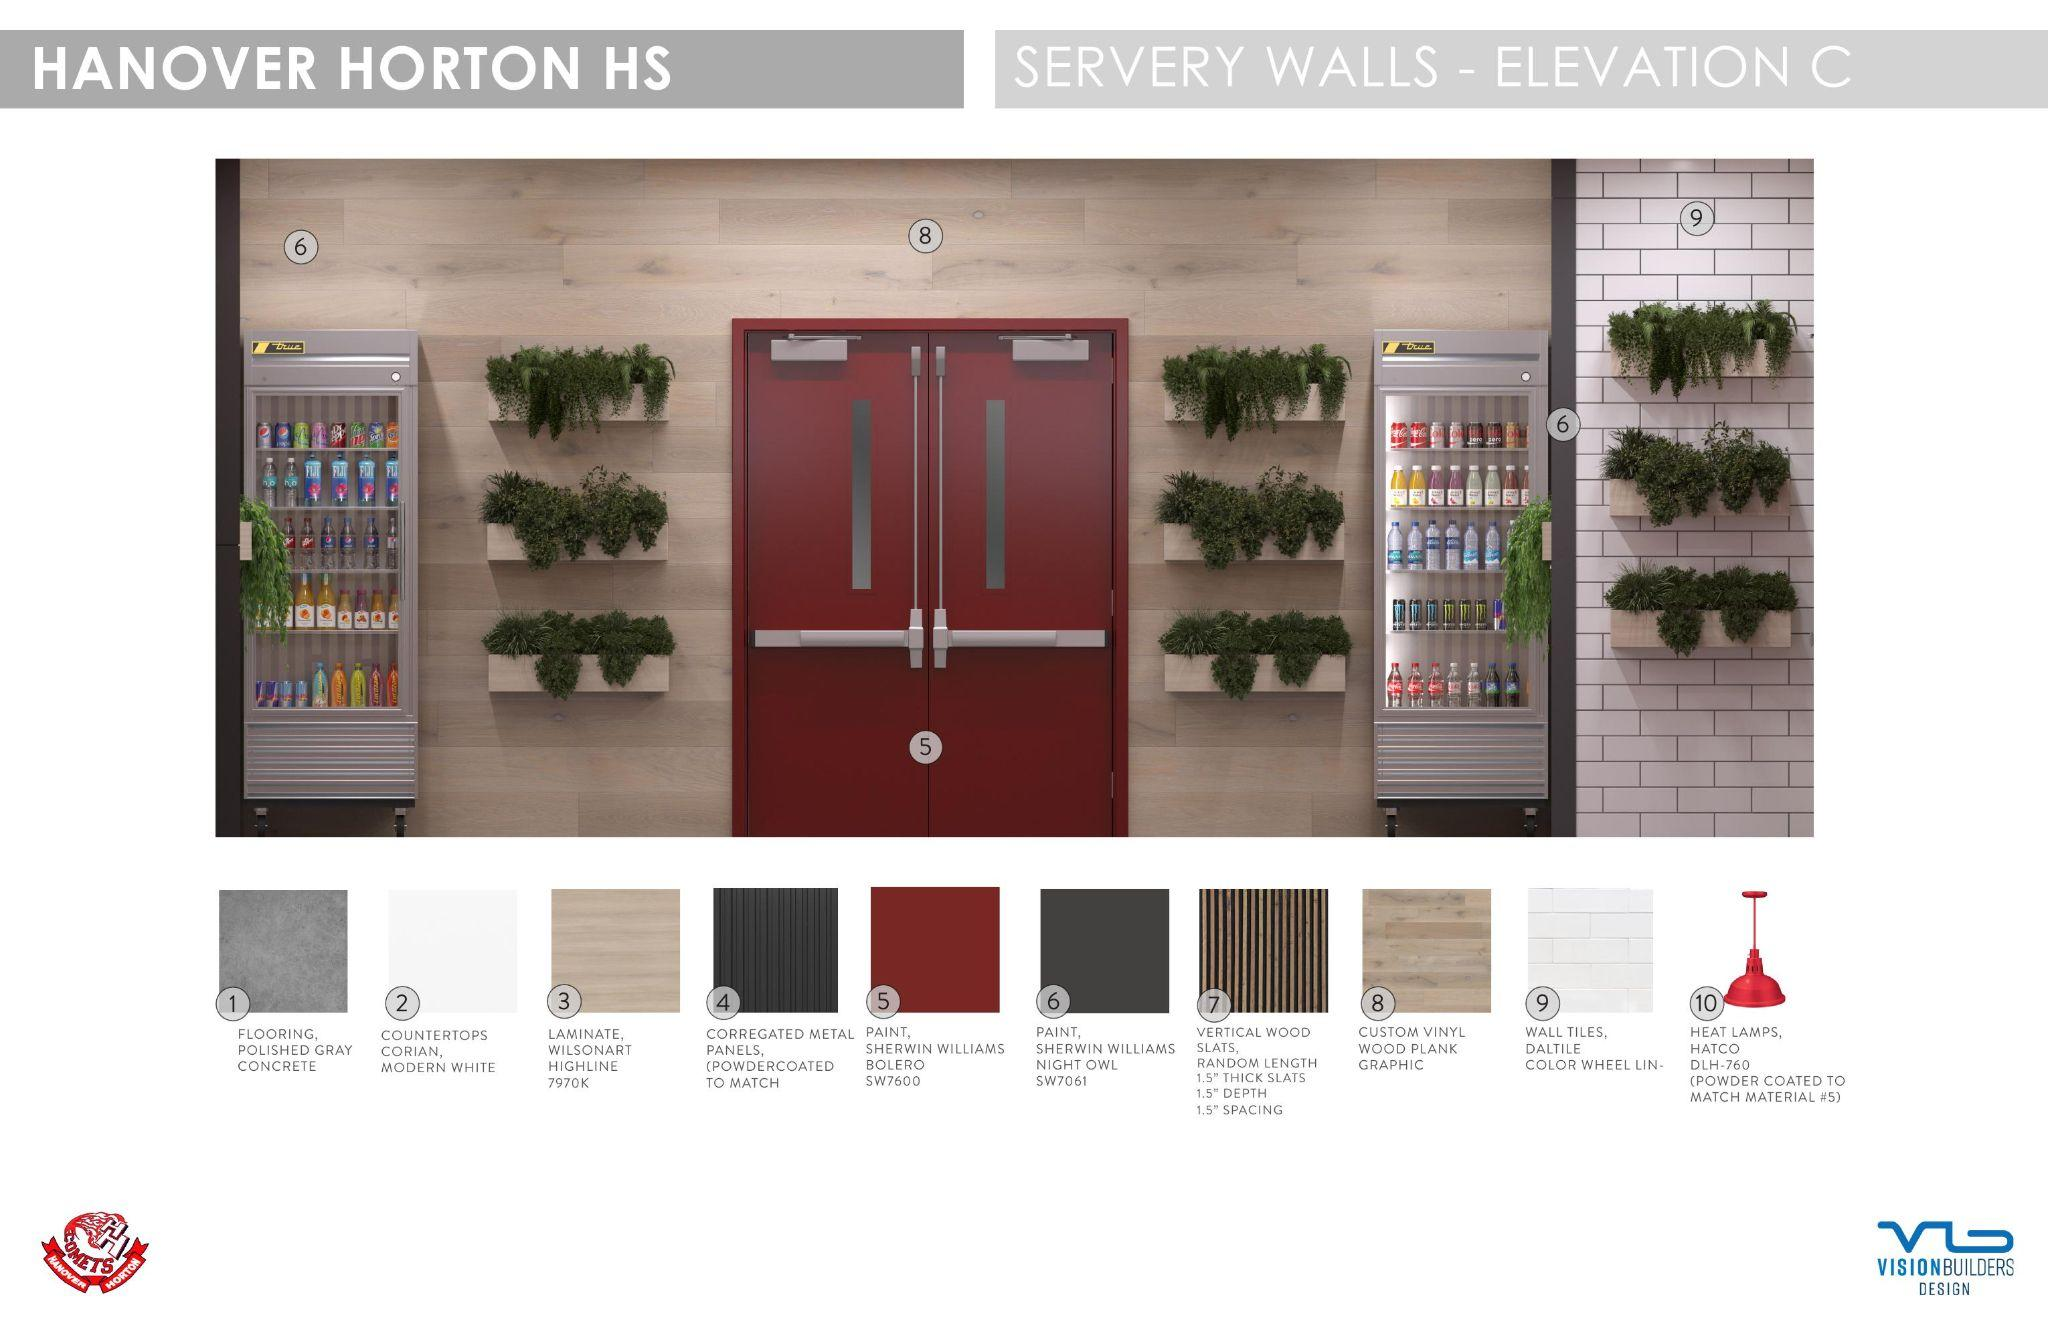 HANOVER HORTON HS
SERVERY WALLS - ELEVATION C
6
8
9
true
true
6
5
1
FLOORING,
POLISHED GRAY
CONCRETE
2
COUNTERTOPS
CORIAN,
MODERN WHITE
3
LAMINATE,
WILSONART
HIGHLINE
7970K
4
CORREGATED METAL
PANELS,
(POWDERCOATED
TO MATCH
5
PAINT,
SHERWIN WILLIAMS
BOLERO
SW7600
6
PAINT,
SHERWIN WILLIAMS
NIGHT OWL
SW7061
7
VERTICAL WOOD
SLATS,
RANDOM LENGTH
1.5" THICK SLATS
1.5" DEPTH
1.5" SPACING
8
CUSTOM VINYL
WOOD PLANK
GRAPHIC
9
WALL TILES,
DALTILE
COLOR WHEEL LIN-
10
HEAT LAMPS,
HATCO
DLH-760
(POWDER COATED TO
MATCH MATERIAL #5)
HH
COMETS
HANOVER HORTON
VISIONBUILDERS
DESIGN